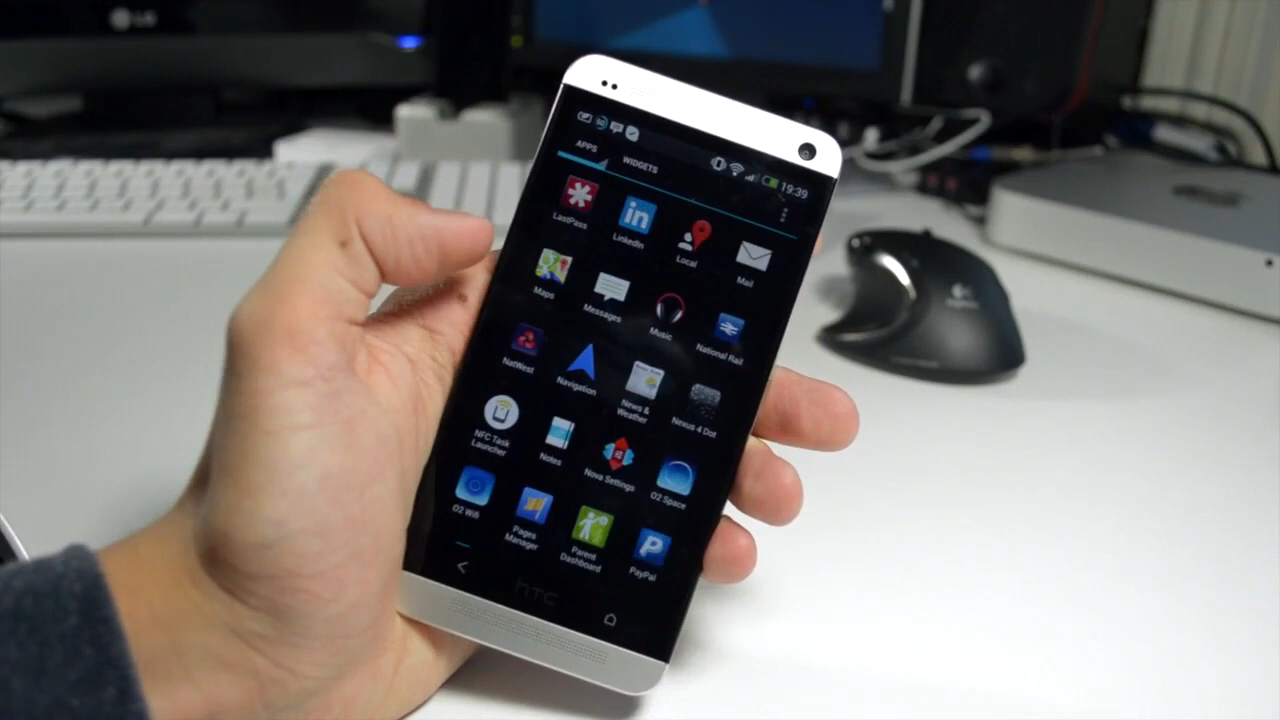 LG
19:39
APPS WIDGETS
LastPass
LinkedIn
Local
Mail
Maps
Messages
Music
National Rail
NatWest
Navigation
News &
Weather
Nexus 4 Dot
NFC Task
Launcher
Notes
Nova Settings
O2 Space
O2 Wifi
Pages
Manager
Parent
Dashboard
PayPal
hTC
Logitech